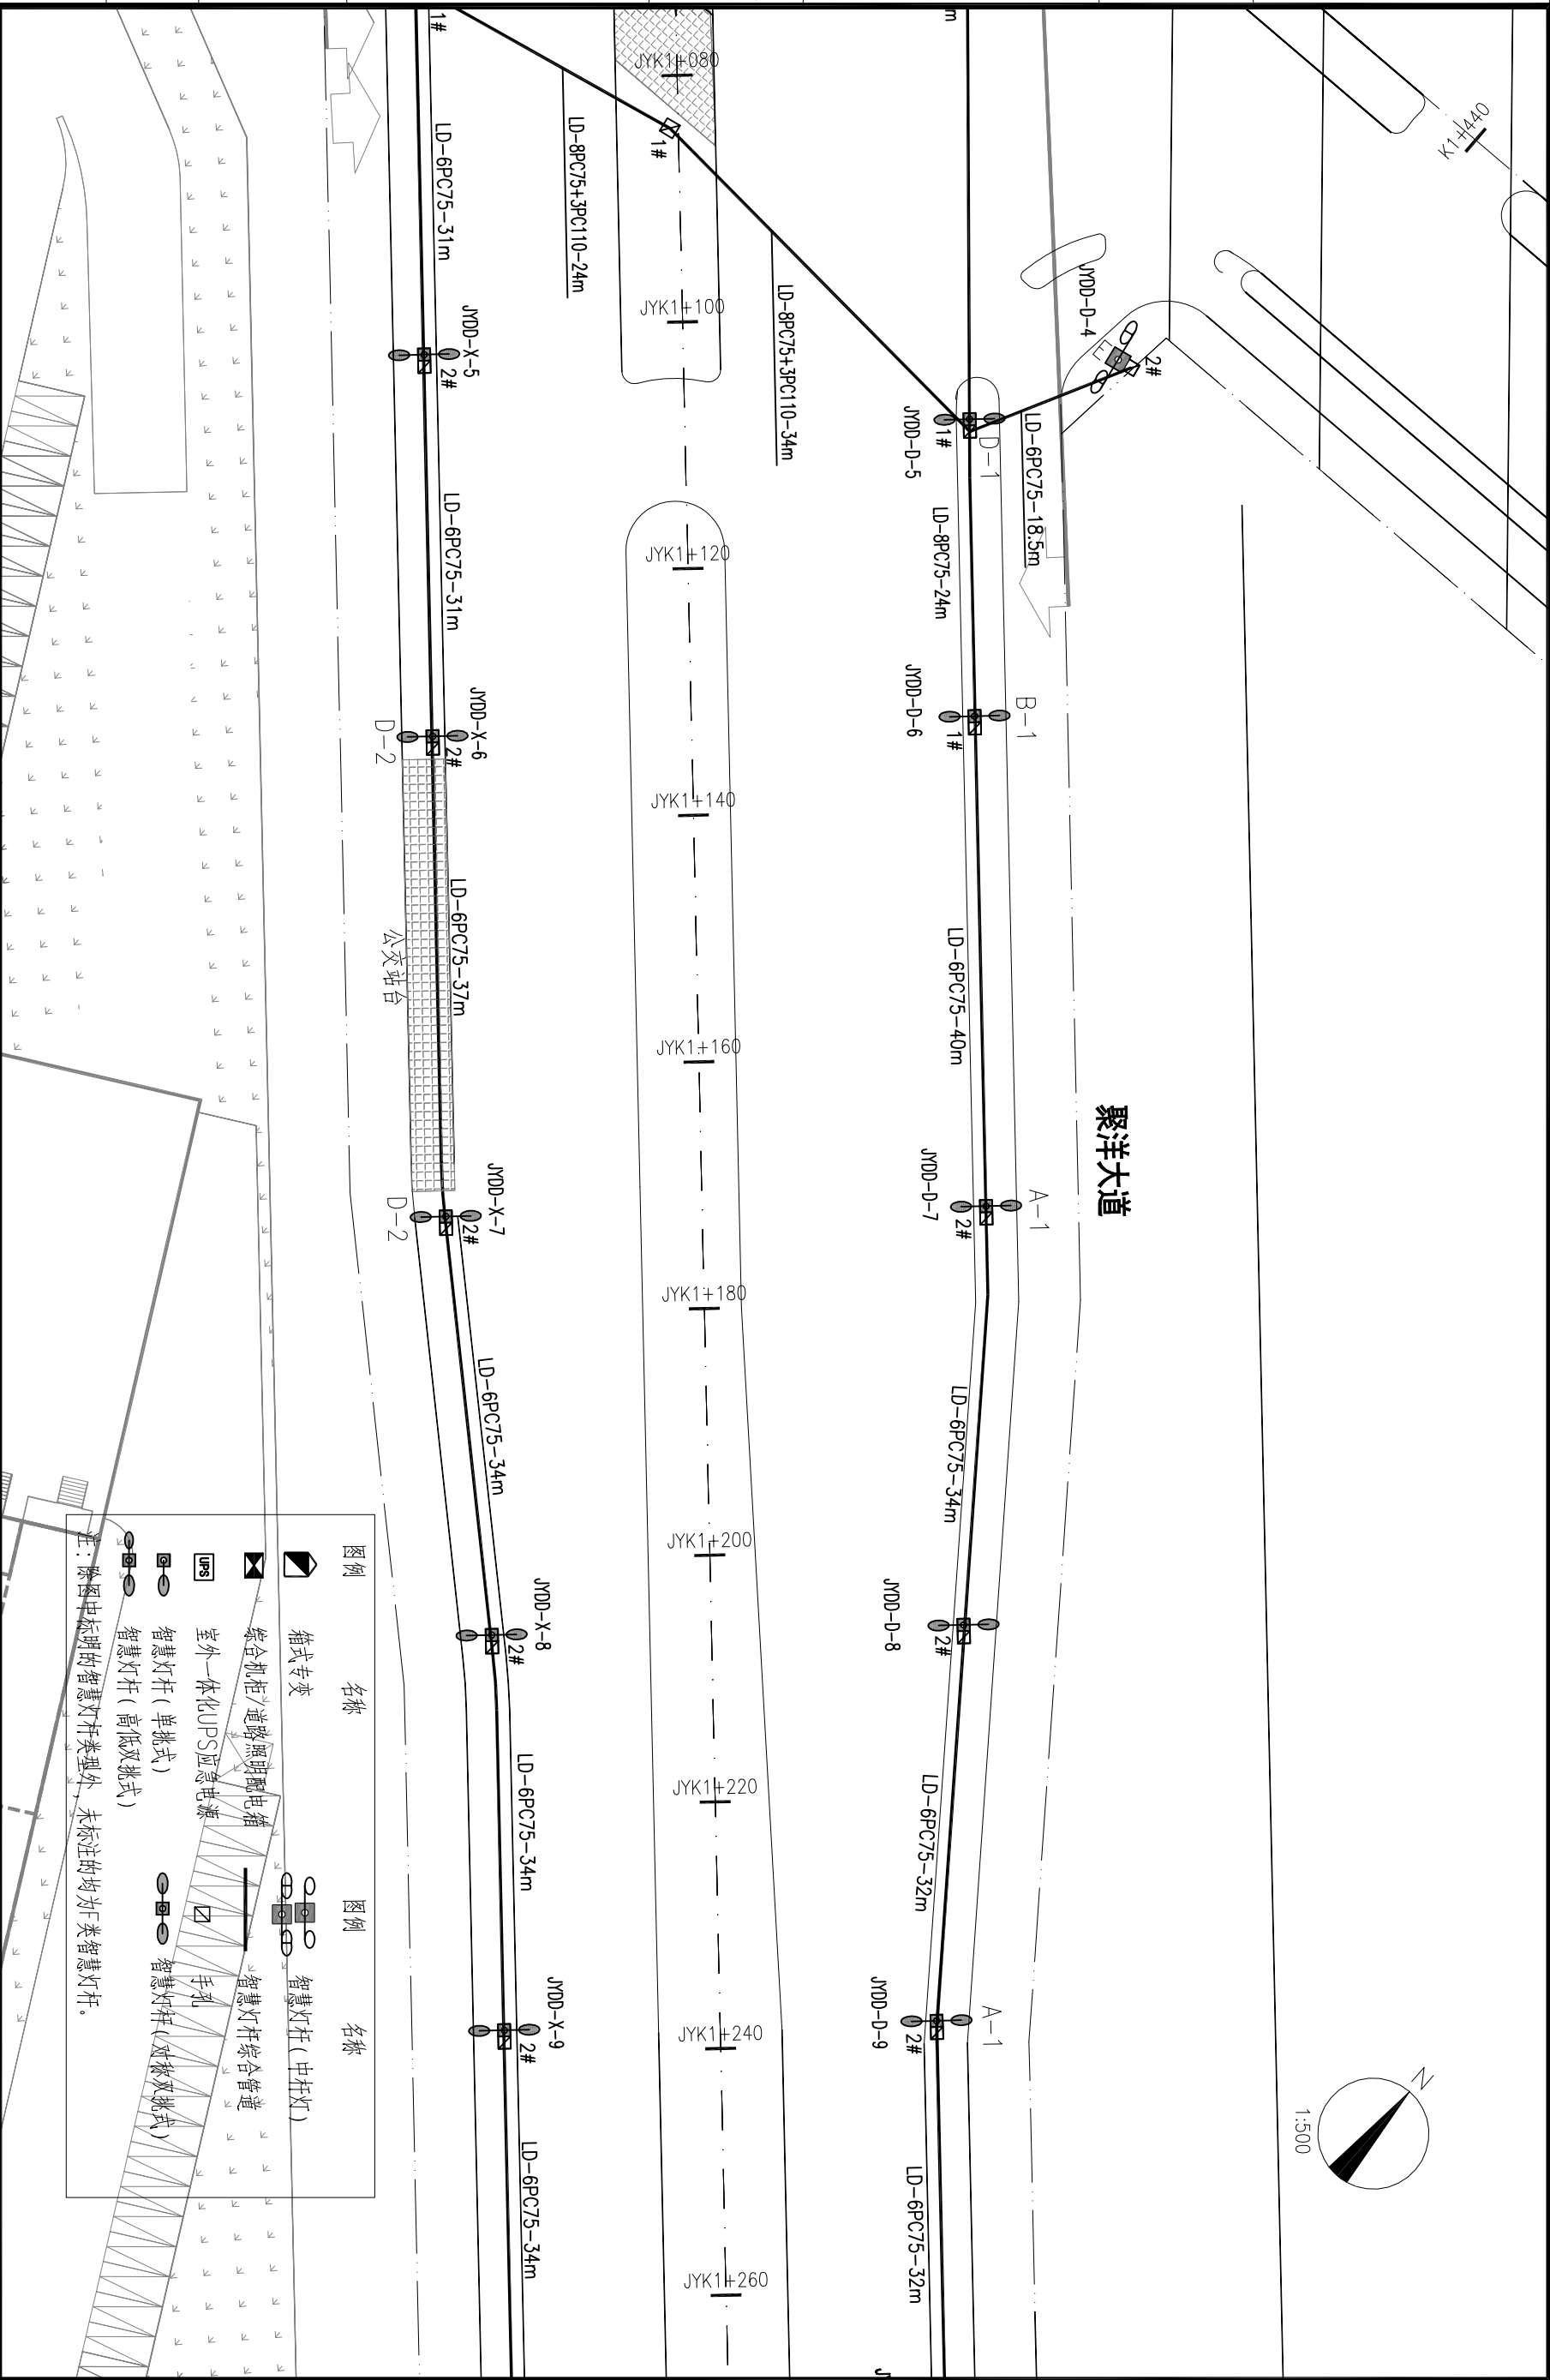 1#
JYK1+080
m
K1+440
LD-6PC75-31m
LD-8PC75+3PC110-24m
1#
JYK1+100
LD-8PC75+3PC110-34m
JYDD-D-4
E
2#
JYDD-X-5
2#
JYDD-D-5
1#
D-1
LD-6PC75-18.5m
LD-6PC75-31m
LD-8PC75-24m
JYK1+120
JYDD-X-6
2#
D-2
JYDD-D-6
1#
B-1
JYK1+140
LD-6PC75-37m
公交站台
LD-6PC75-40m
JYK1+160
聚洋大道
JYDD-X-7
2#
D-2
JYDD-D-7
2#
A-1
JYK1+180
LD-6PC75-34m
LD-6PC75-34m
JYK1+200
JYDD-X-8
2#
JYDD-D-8
2#
LD-6PC75-34m
JYK1+220
LD-6PC75-32m
JYDD-X-9
2#
JYK1+240
JYDD-D-9
2#
A-1
LD-6PC75-34m
LD-6PC75-32m
JYK1+260
N
1:500
图例 名称 图例 名称
箱式专变 智慧灯杆(中杆灯)
综合机柜/道路照明配电箱 智慧灯杆综合管道
UPS 室外一体化UPS应急电源 手孔
智慧灯杆(单挑式) 智慧灯杆(对称双挑式)
智慧灯杆(高低双挑式)
注:除图中标明的智慧灯杆类型外,未标注的均为F类智慧灯杆。